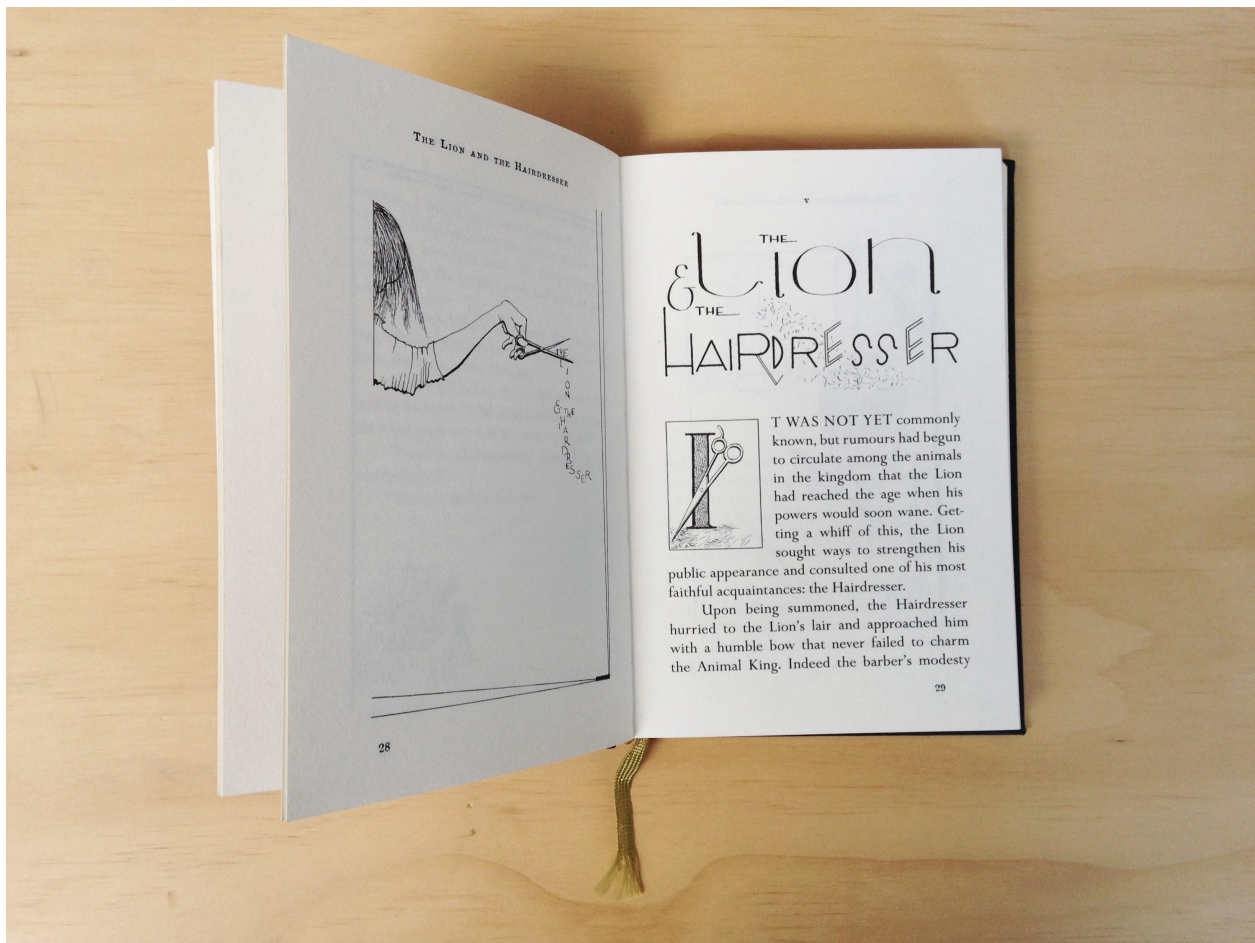 THE LION AND THE HAIRDRESSER
THE
LION
& THE
HAIRDRESSER
28
v
THE
Lion
& THE
HAIRDRESSER
IT WAS NOT YET commonly
known, but rumours had begun
to circulate among the animals
in the kingdom that the Lion
had reached the age when his
powers would soon wane. Get-
ting a whiff of this, the Lion
sought ways to strengthen his
public appearance and consulted one of his most
faithful acquaintances: the Hairdresser.
Upon being summoned, the Hairdresser
hurried to the Lion's lair and approached him
with a humble bow that never failed to charm
the Animal King. Indeed the barber's modesty
29